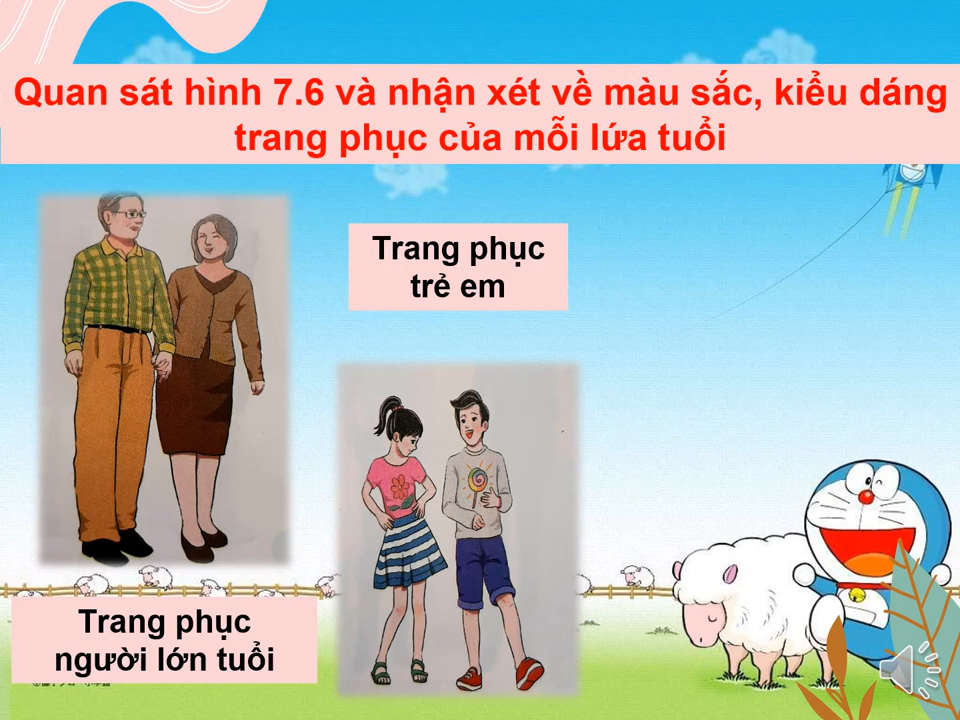 Quan sát hình 7.6 và nhận xét về màu sắc, kiểu dáng
trang phục của mỗi lứa tuổi
Trang phục
trẻ em
Trang phục
người lớn tuổi